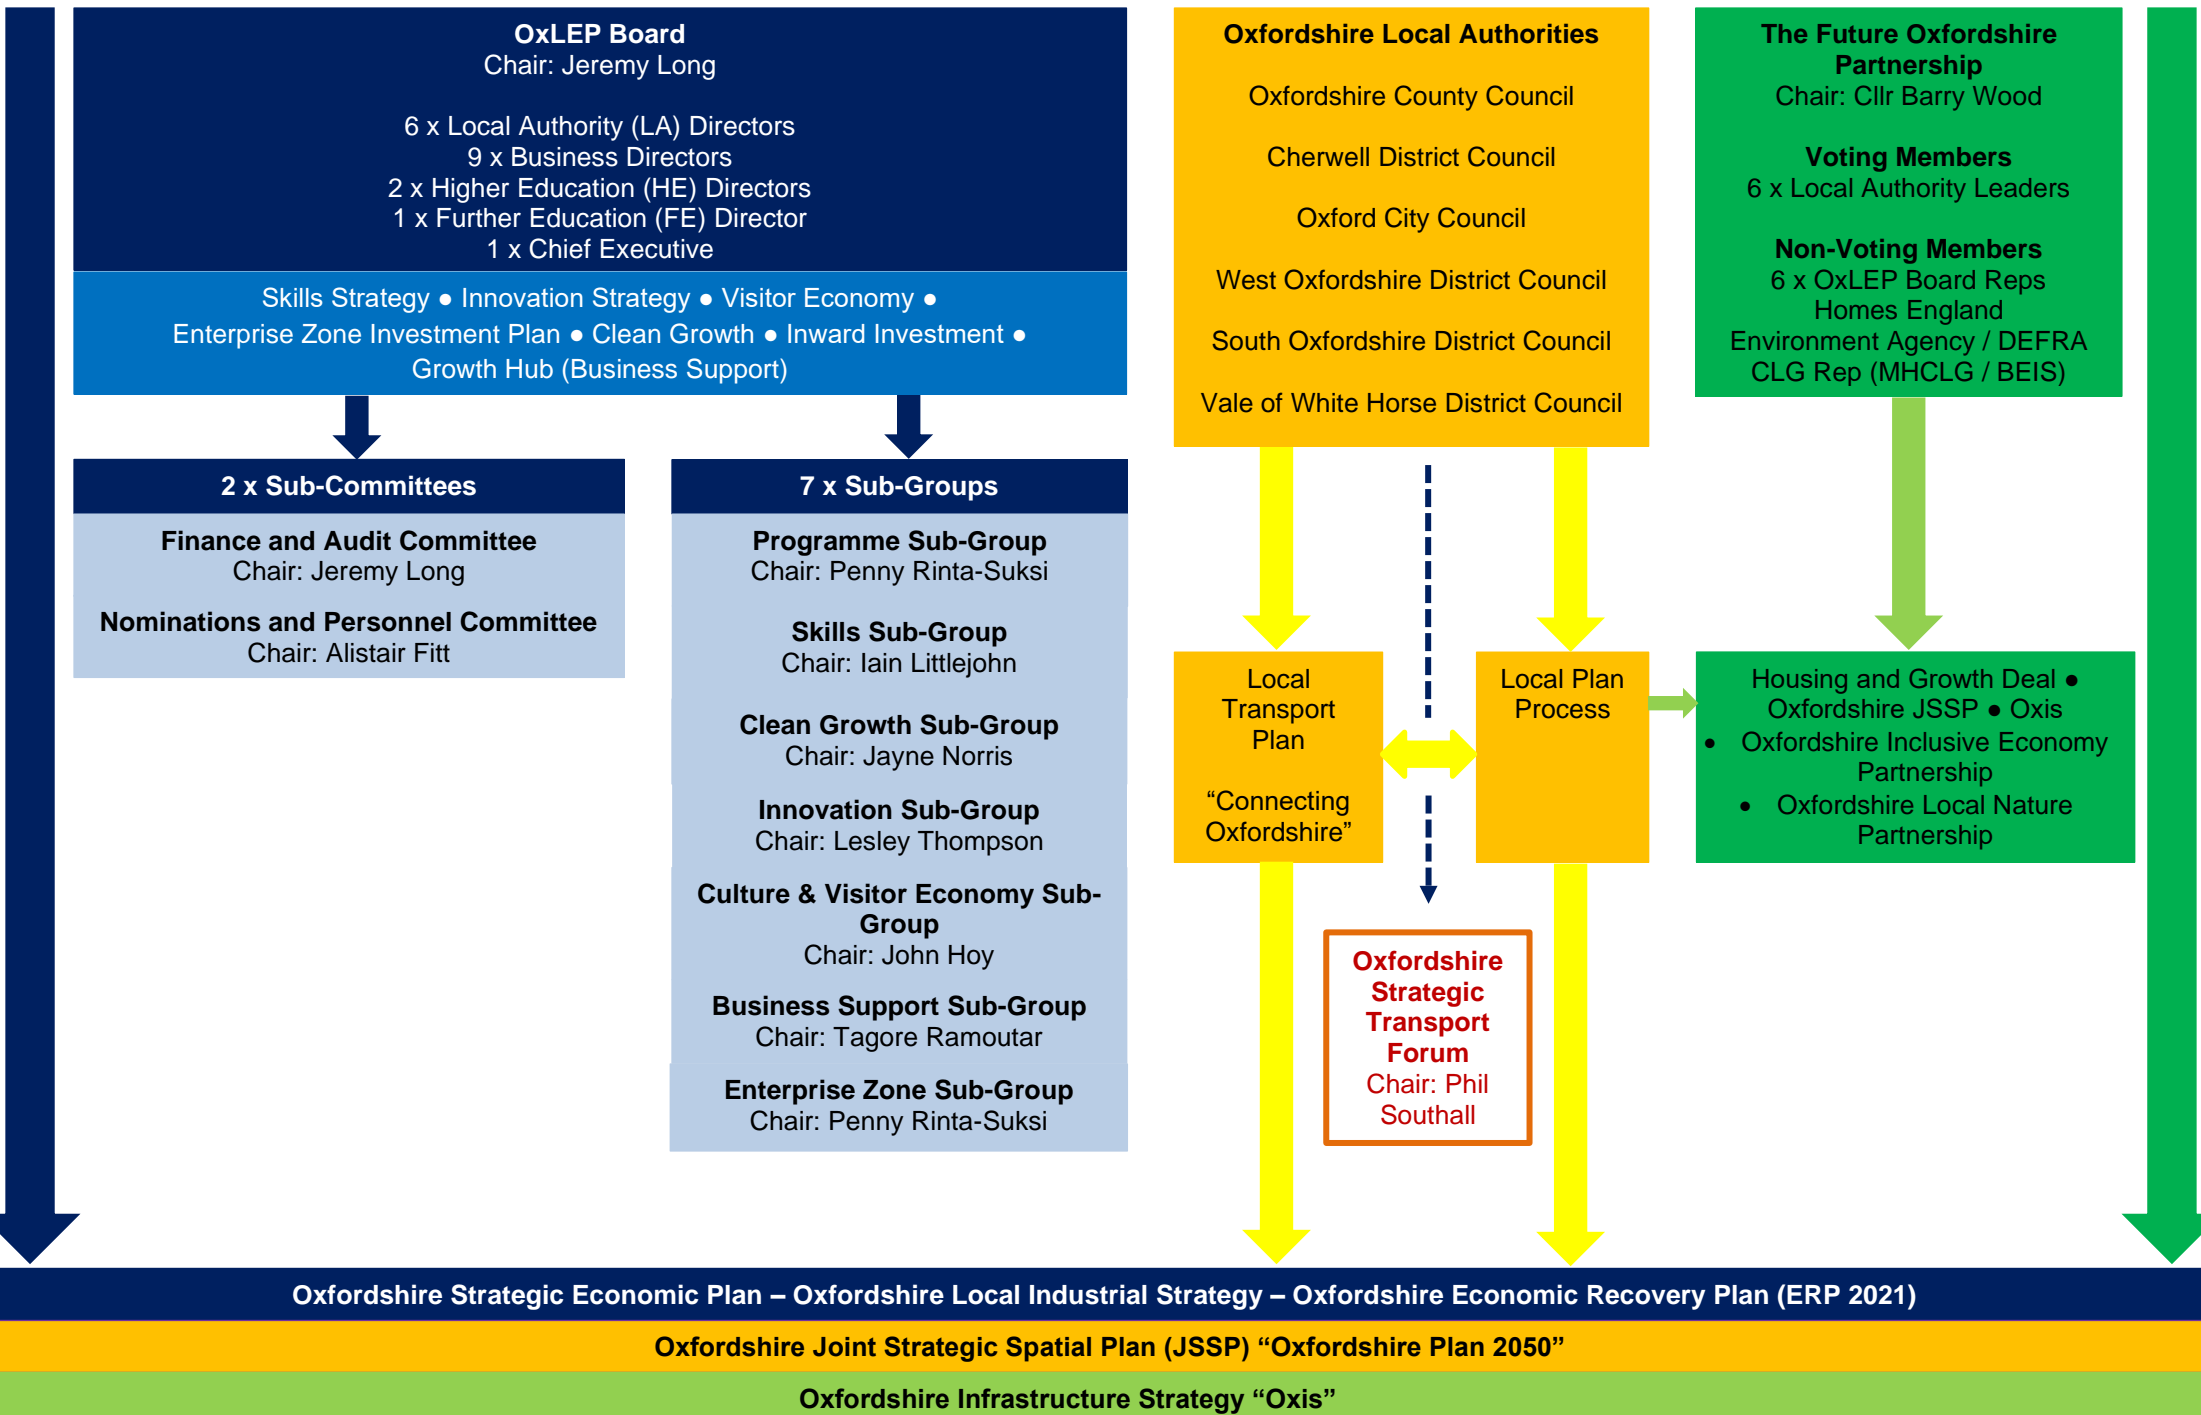 OxLEP Board
Chair: Jeremy Long
6 x Local Authority (LA) Directors
9 x Business Directors
2 x Higher Education (HE) Directors
1 x Further Education (FE) Director
1 x Chief Executive
Skills Strategy ● Innovation Strategy ● Visitor Economy ●
Enterprise Zone Investment Plan ● Clean Growth ● Inward Investment ●
Growth Hub (Business Support)
2 x Sub-Committees
Finance and Audit Committee
Chair: Jeremy Long
Nominations and Personnel Committee
Chair: Alistair Fitt
7 x Sub-Groups
Programme Sub-Group
Chair: Penny Rinta-Suksi
Skills Sub-Group
Chair: Iain Littlejohn
Clean Growth Sub-Group
Chair: Jayne Norris
Innovation Sub-Group
Chair: Lesley Thompson
Culture & Visitor Economy Sub-
Group
Chair: John Hoy
Business Support Sub-Group
Chair: Tagore Ramoutar
Enterprise Zone Sub-Group
Chair: Penny Rinta-Suksi
Oxfordshire Local Authorities
Oxfordshire County Council
Cherwell District Council
Oxford City Council
West Oxfordshire District Council
South Oxfordshire District Council
Vale of White Horse District Council
Local
Transport
Plan
“Connecting
Oxfordshire”
Local Plan
Process
Oxfordshire
Strategic
Transport
Forum
Chair: Phil
Southall
The Future Oxfordshire
Partnership
Chair: Cllr Barry Wood
Voting Members
6 x Local Authority Leaders
Non-Voting Members
6 x OxLEP Board Reps
Homes England
Environment Agency / DEFRA
CLG Rep (MHCLG / BEIS)
Housing and Growth Deal ●
Oxfordshire JSSP ● Oxis
● Oxfordshire Inclusive Economy
Partnership
● Oxfordshire Local Nature
Partnership
Oxfordshire Strategic Economic Plan – Oxfordshire Local Industrial Strategy – Oxfordshire Economic Recovery Plan (ERP 2021)
Oxfordshire Joint Strategic Spatial Plan (JSSP) “Oxfordshire Plan 2050”
Oxfordshire Infrastructure Strategy “Oxis”